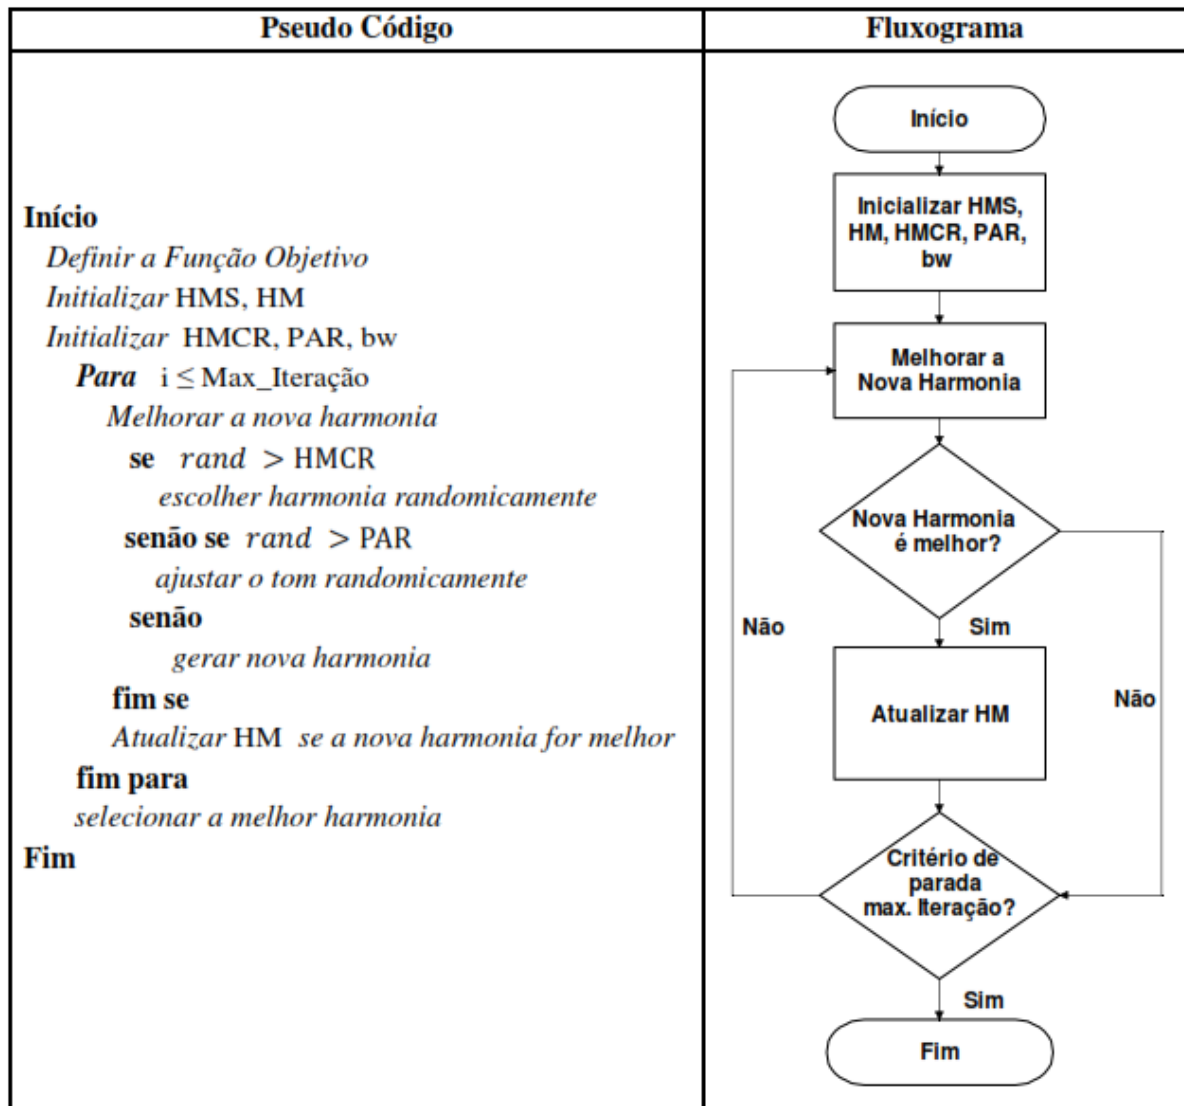 Pseudo Código
Início
Definir a Função Objetivo
Initializar HMS, HM
Initializar HMCR, PAR, bw
Para i ≤ Max_Iteração
Melhorar a nova harmonia
se rand > HMCR
escolher harmonia randomicamente
senão se rand > PAR
ajustar o tom randomicamente
senão
gerar nova harmonia
fim se
Atualizar HM se a nova harmonia for melhor
fim para
selecionar a melhor harmonia
Fim
Fluxograma
Início
Inicializar HMS,
HM, HMCR, PAR,
bw
Melhorar a
Nova Harmonia
Nova Harmonia
é melhor?
Não
Sim
Não
Atualizar HM
Critério de
parada
max. Iteração?
Sim
Fim